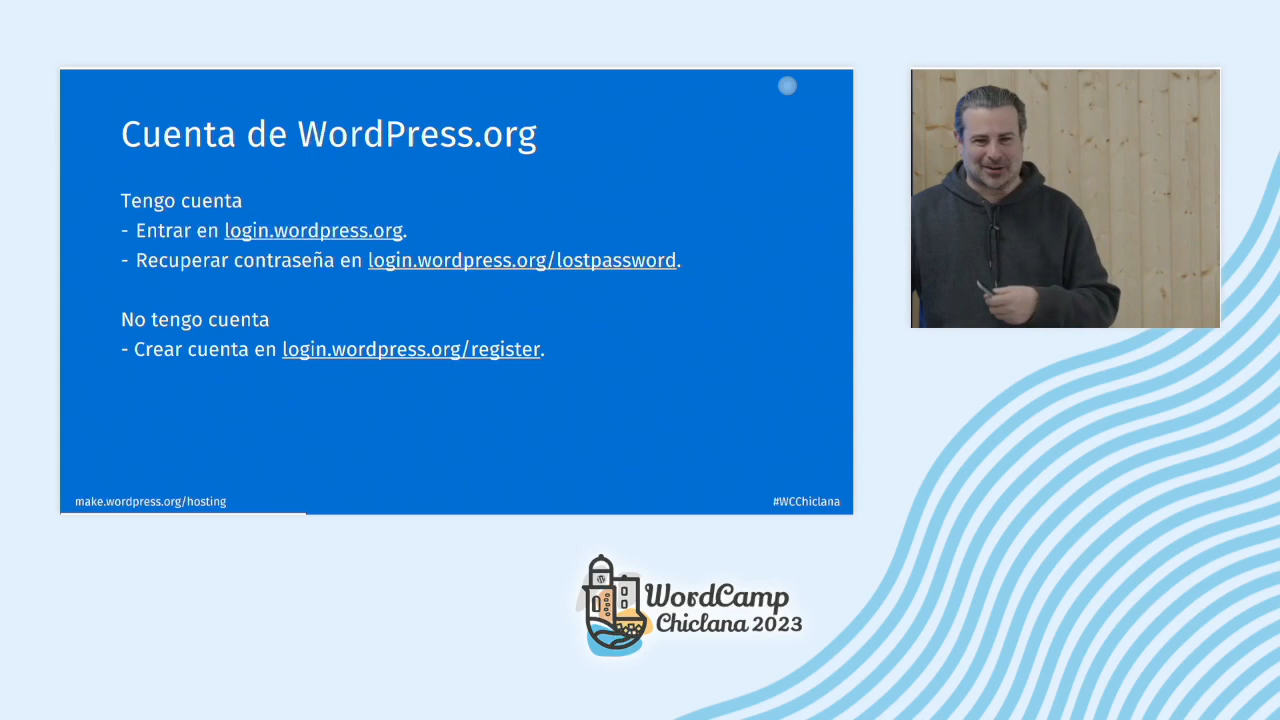 Cuenta de WordPress.org
Tengo cuenta
- Entrar en login.wordpress.org.
- Recuperar contraseña en login.wordpress.org/lostpassword.
No tengo cuenta
- Crear cuenta en login.wordpress.org/register.
make.wordpress.org/hosting
#WCChiclana
WordCamp
Chiclana 2023